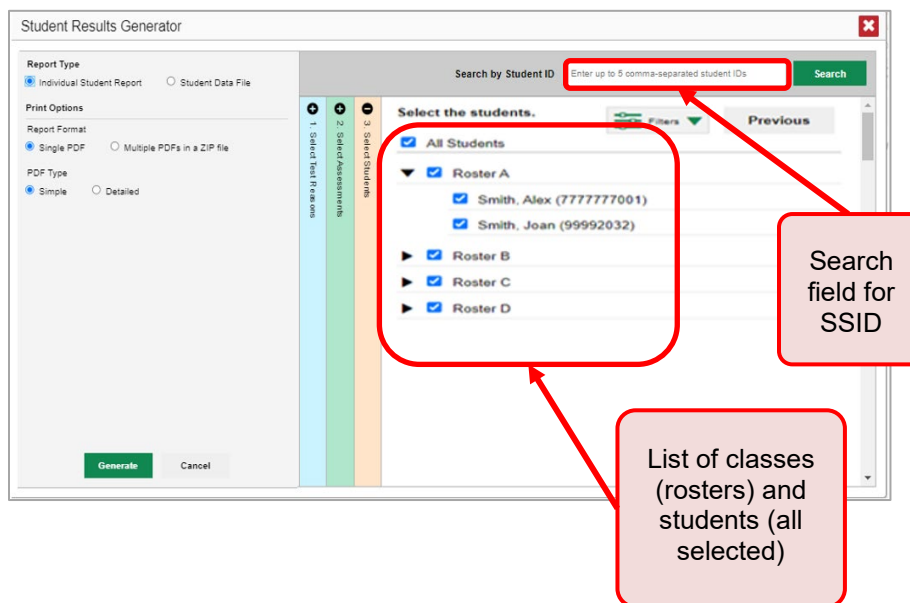 Student Results Generator
Report Type
Individual Student Report
Student Data File
Print Options
Report Format
Single PDF
Multiple PDFs in a ZIP file
PDF Type
Simple
Detailed
Generate
Cancel
Search by Student ID
Enter up to 5 comma-separated student IDs
Search
1. Select Test Reasons
2. Select Assessments
3. Select Students
Select the students.
Filters
Previous
All Students
Roster A
Smith, Alex (7777777001)
Smith, Joan (99992032)
Roster B
Roster C
Roster D
Search
field for
SSID
List of classes
(rosters) and
students (all
selected)